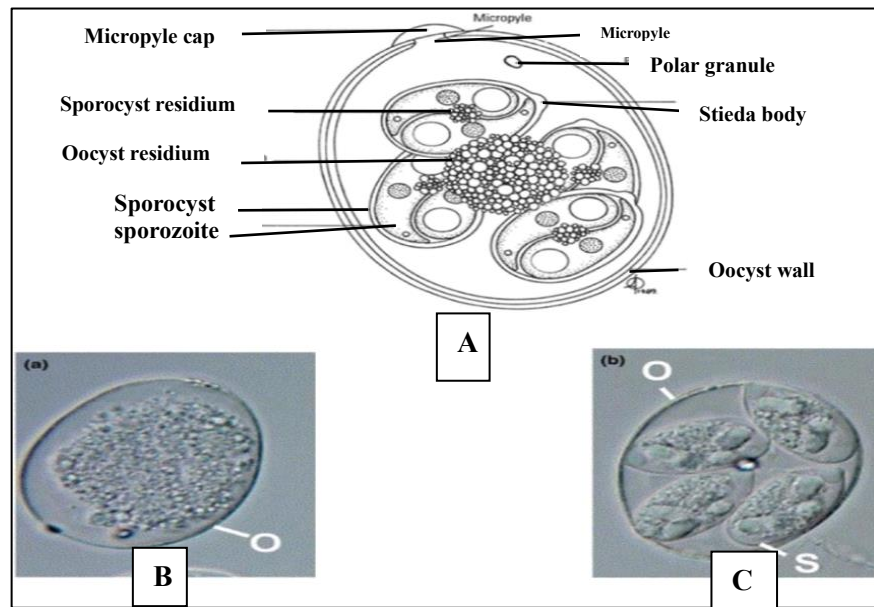 Micropyle
Micropyle cap
Micropyle
Polar granule
Sporocyst residium
Stieda body
Oocyst residium
Sporocyst
sporozoite
Oocyst wall
A
(a)
O
B
(b)
O
S
C